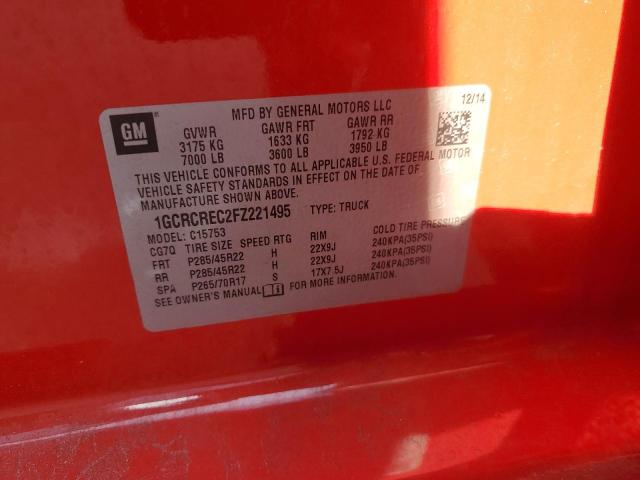 MFD BY GENERAL MOTORS LLC 12/14
GM
GVWR GAWR FRT GAWR RR
3175 KG 1633 KG 1792 KG
7000 LB 3600 LB 3950 LB
THIS VEHICLE CONFORMS TO ALL APPLICABLE U.S. FEDERAL MOTOR
VEHICLE SAFETY STANDARDS IN EFFECT ON THE DATE OF
MANUFACTURE SHOWN ABOVE.
1GCRCREC2FZ221495 TYPE: TRUCK
MODEL: C15753
CG7Q TIRE SIZE SPEED RTG RIM COLD TIRE PRESSURE
FRT P285/45R22 H 22X9J 240KPA(35PSI)
RR P285/45R22 H 22X9J 240KPA(35PSI)
SPA P265/70R17 S 17X7.5J 240KPA(35PSI)
SEE OWNER'S MANUAL FOR MORE INFORMATION.